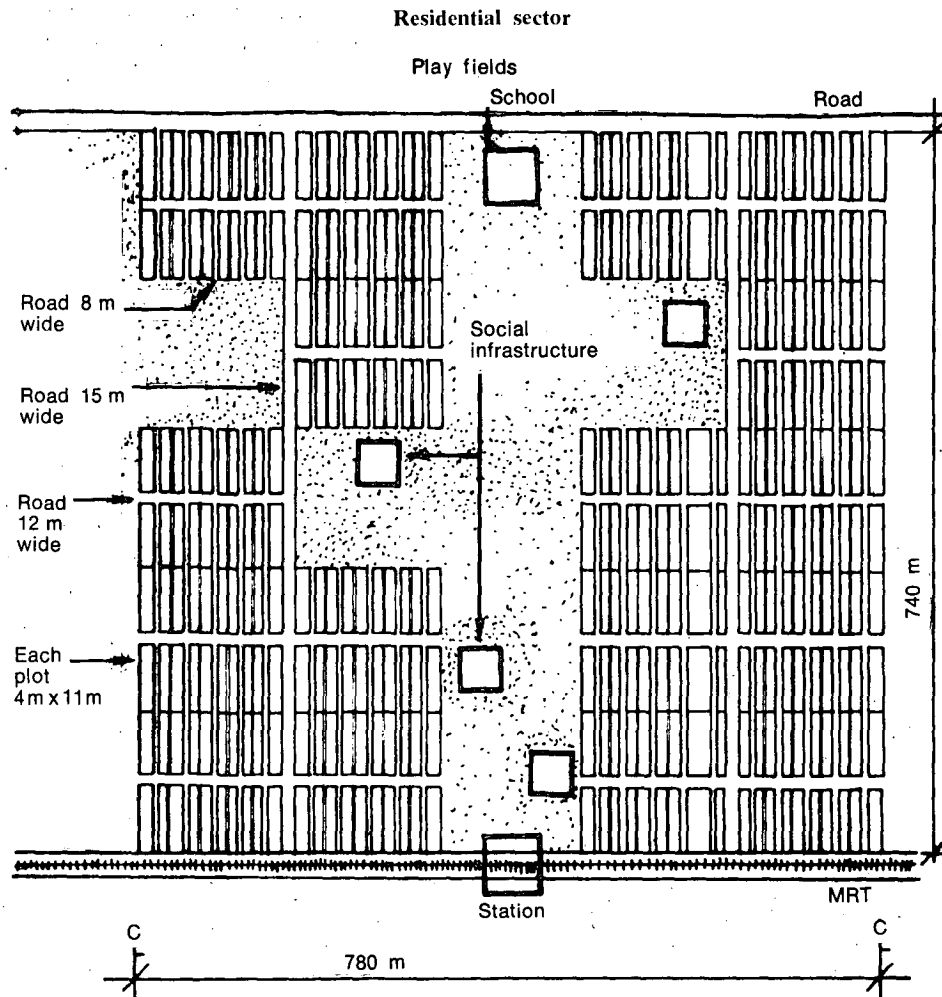 Residential sector
Play fields
School
Road
Road 8 m
wide
Social
infrastructure
Road 15 m
wide
Road
12 m
wide
740 m
Each
plot
4m x 11m
MRT
Station
C
C
780 m